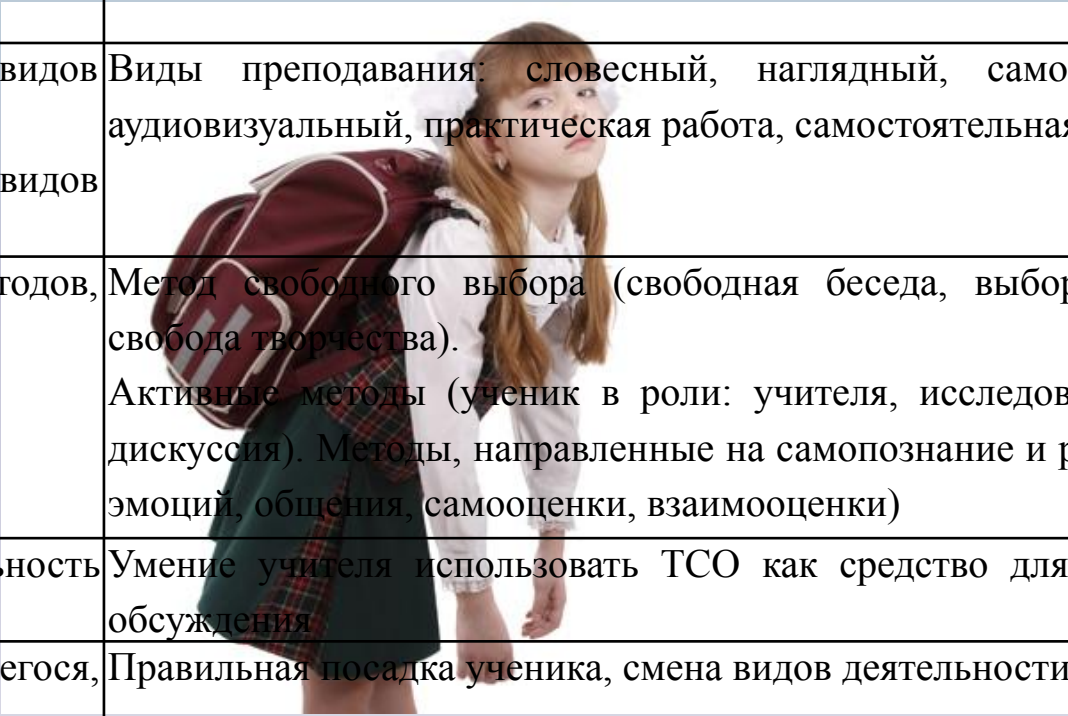 видов Виды преподавания: словесный, наглядный, само
аудиовизуальный, практическая работа, самостоятельная
видов
тодов, Метод свободного выбора (свободная беседа, выбор
свобода творчества).
Активные методы (ученик в роли: учителя, исследов
дискуссия). Методы, направленные на самопознание и р
эмоций, общения, самооценки, взаимооценки)
ьность Умение учителя использовать ТСО как средство для
обсуждения
егося, Правильная посадка ученика, смена видов деятельности